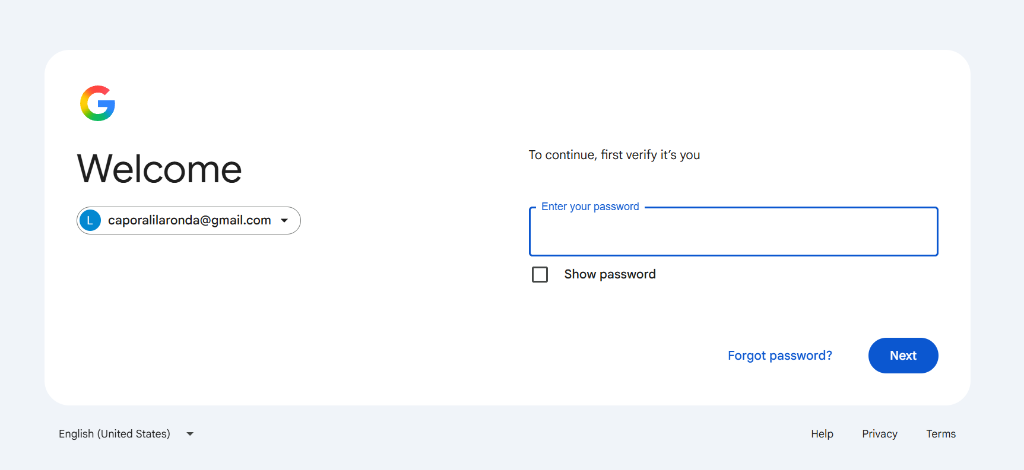 Welcome
L caporalilaronda@gmail.com
To continue, first verify it's you
Enter your password
Show password
Forgot password?
Next
English (United States)
Help
Privacy
Terms